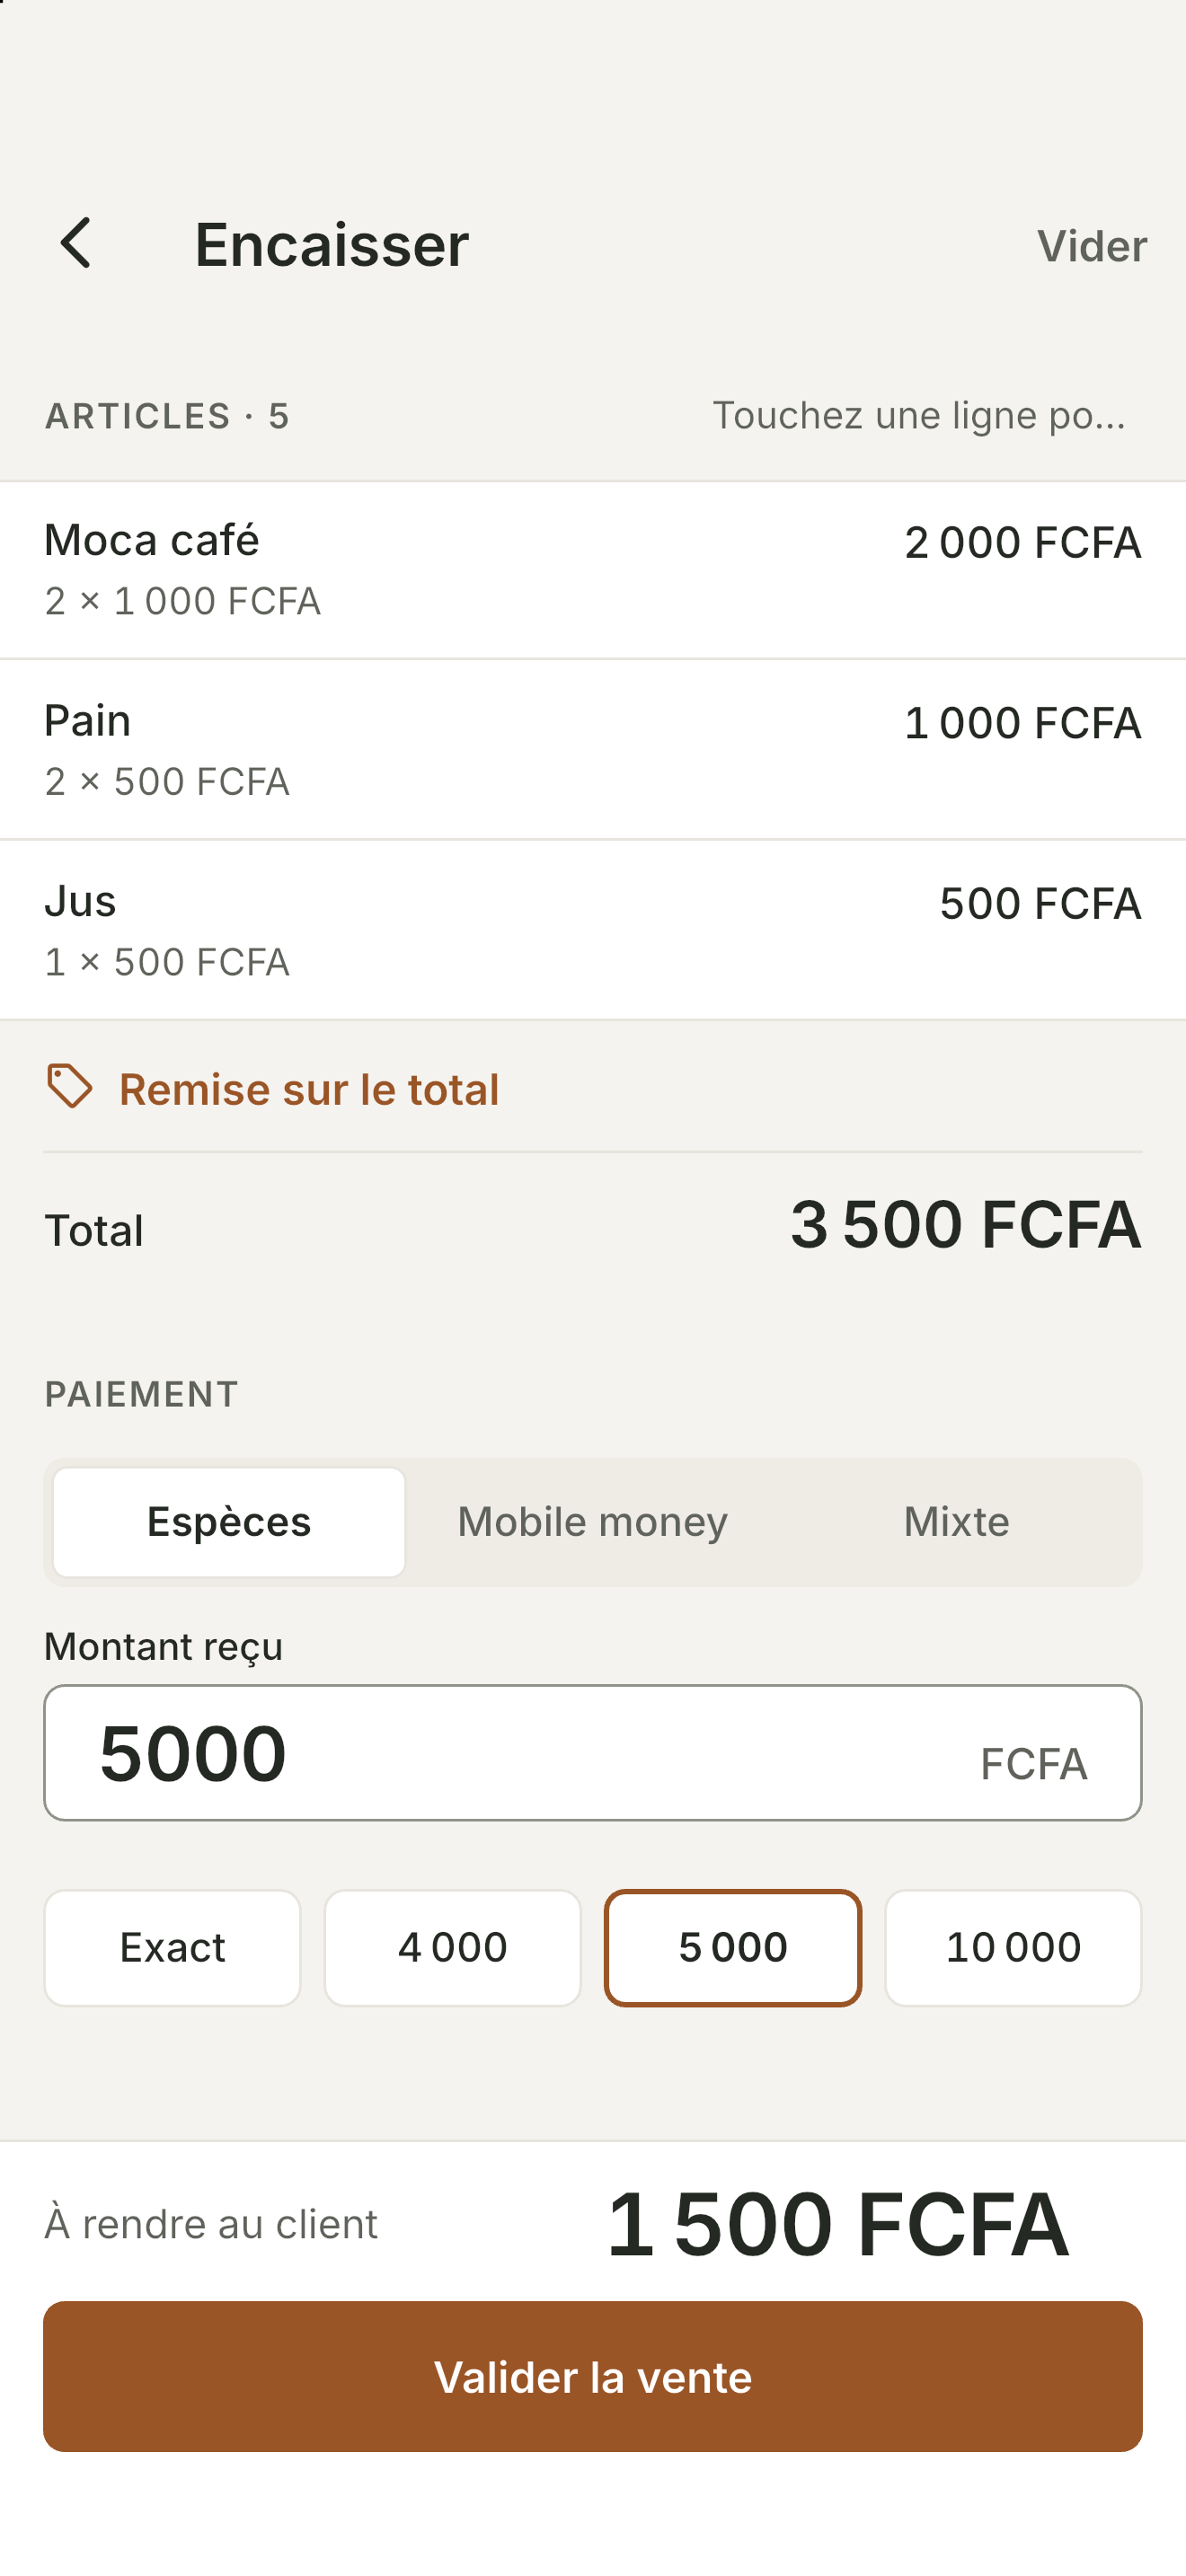 Encaisser
Vider
ARTICLES · 5
Touchez une ligne po...
Moca café
2 000 FCFA
2 × 1 000 FCFA
Pain
1 000 FCFA
2 × 500 FCFA
Jus
500 FCFA
1 × 500 FCFA
Remise sur le total
Total
3 500 FCFA
PAIEMENT
Espèces
Mobile money
Mixte
Montant reçu
5000
FCFA
Exact
4 000
5 000
10 000
À rendre au client
1 500 FCFA
Valider la vente